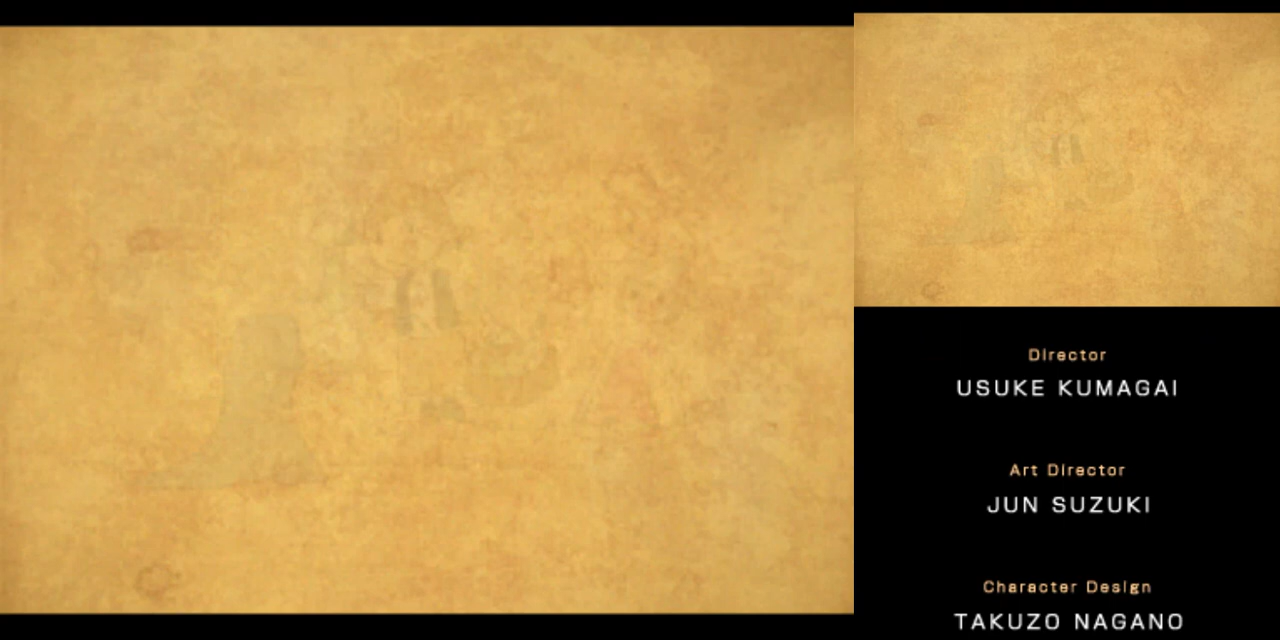 Director
USUKE KUMAGAI
Art Director
JUN SUZUKI
Character Design
TAKUZO NAGANO